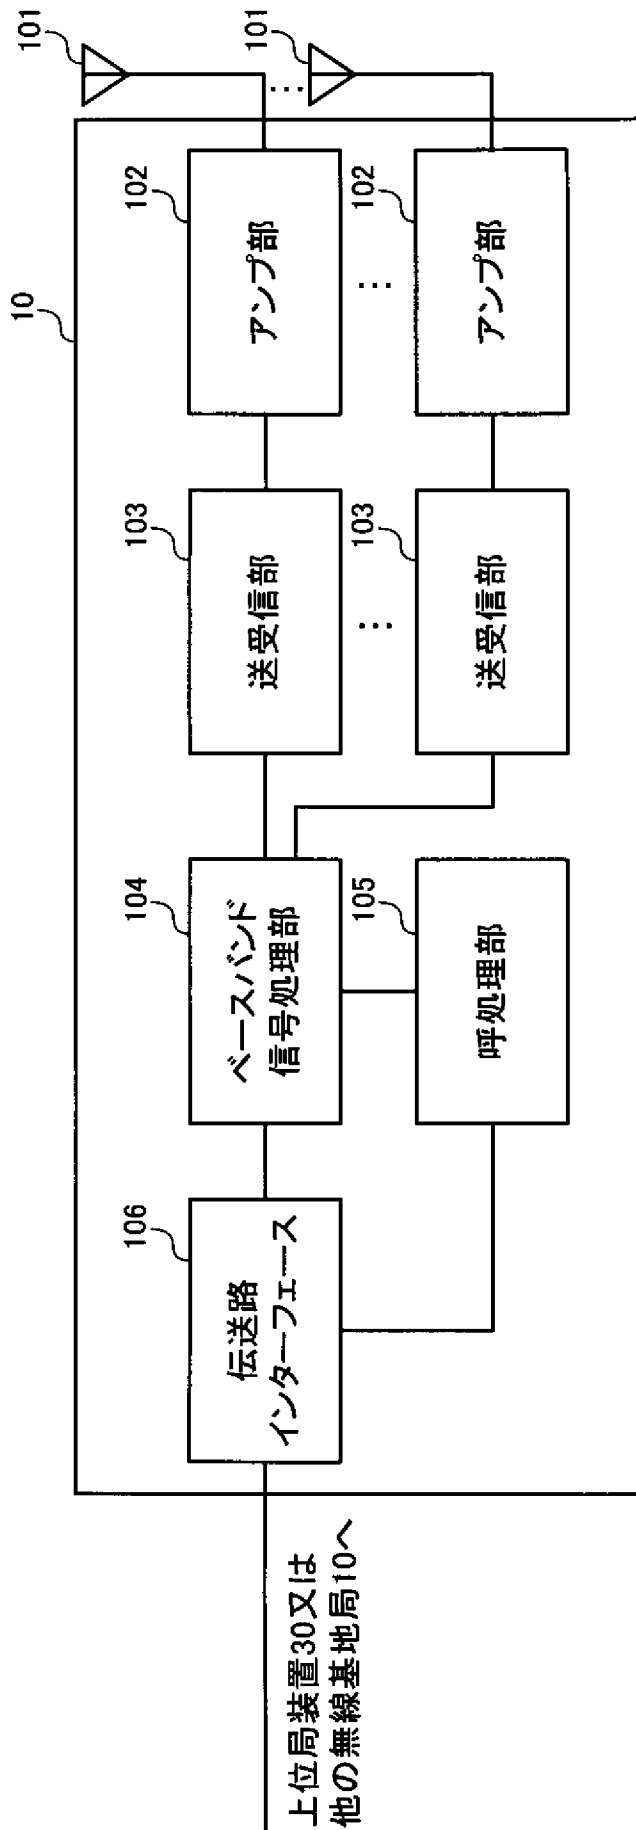 10
101
101
102
102
アンプ部
アンプ部
103
103
送受信部
送受信部
104
ベースバンド
信号処理部
105
呼処理部
106
伝送路
インターフェース
上位局装置30又は
他の無線基地局10へ